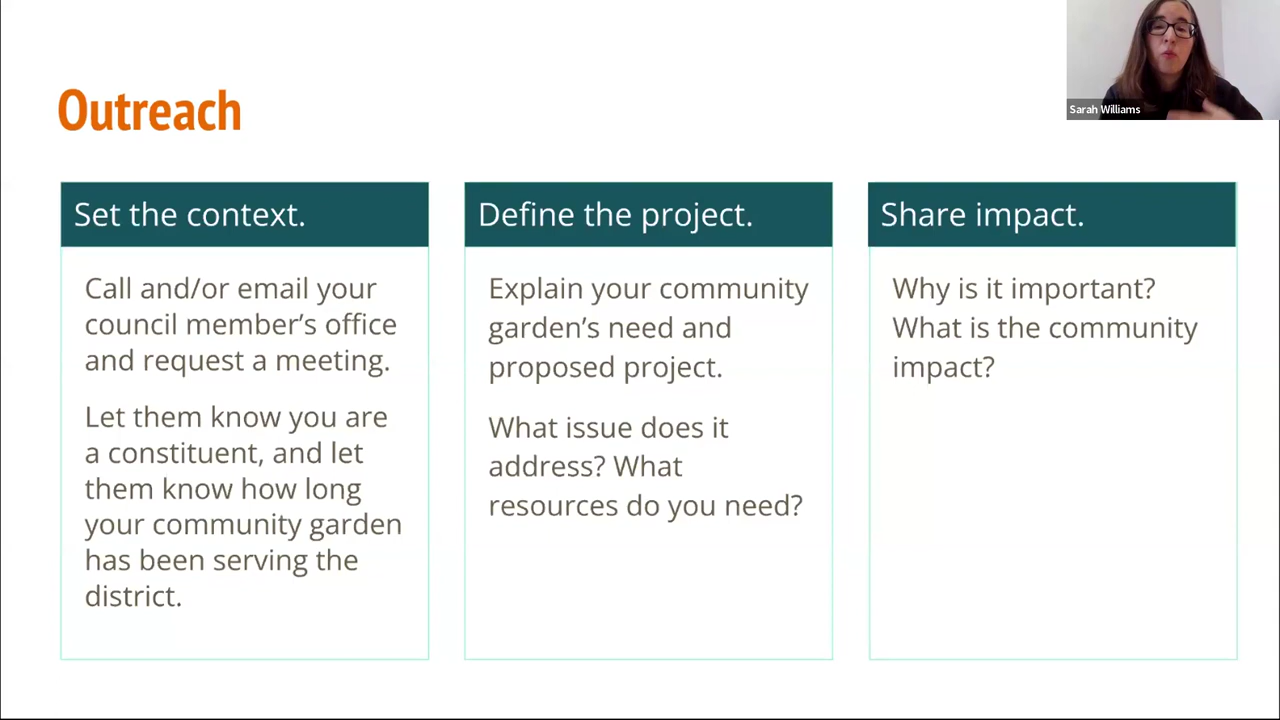 Outreach
Sarah Williams
Set the context.
Call and/or email your
council member's office
and request a meeting.
Let them know you are
a constituent, and let
them know how long
your community garden
has been serving the
district.
Define the project.
Explain your community
garden's need and
proposed project.
What issue does it
address? What
resources do you need?
Share impact.
Why is it important?
What is the community
impact?